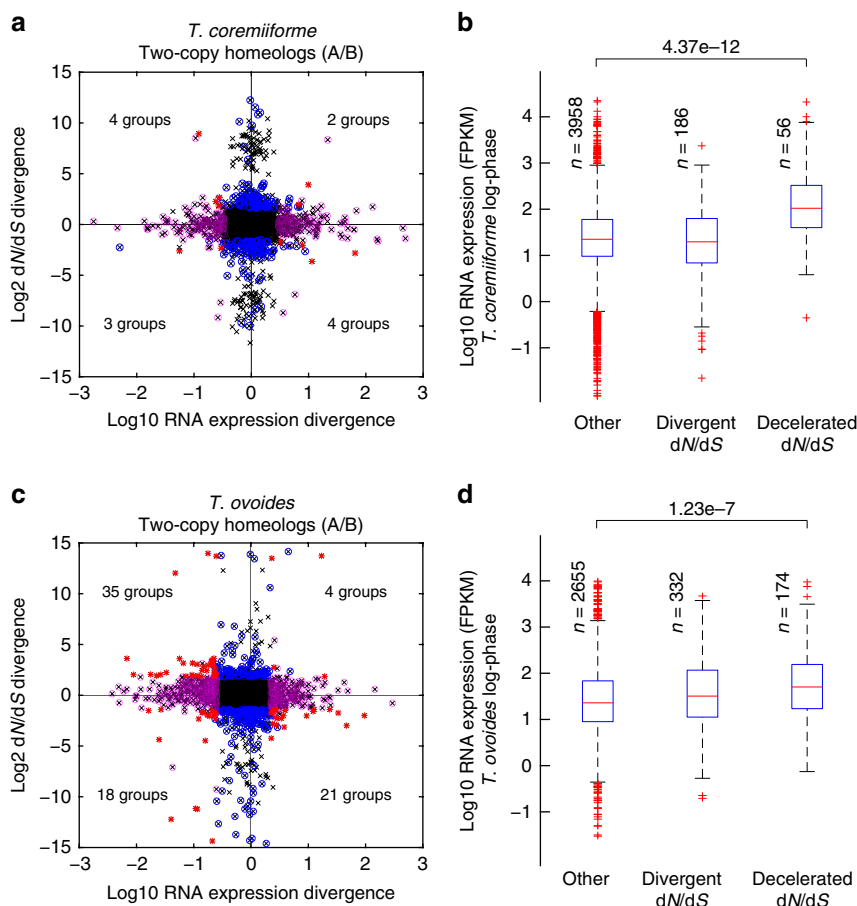 a
T. coremiiforme
Two-copy homeologs (A/B)
15
10
5
0
−5
−10
−15
Log2 dN/dS divergence
4 groups
2 groups
3 groups
4 groups
−3 −2 −1 0 1 2 3
Log10 RNA expression divergence
b
4.37e−12
n = 3958
n = 186
n = 56
4
3
2
1
0
−1
Log10 RNA expression (FPKM)
T. coremiiforme log-phase
Other
Divergent
dN/dS
Decelerated
dN/dS
c
T. ovoides
Two-copy homeologs (A/B)
15
10
5
0
−5
−10
−15
Log2 dN/dS divergence
35 groups
4 groups
18 groups
21 groups
−3 −2 −1 0 1 2 3
Log10 RNA expression divergence
d
1.23e−7
n = 2655
n = 332
n = 174
4
3
2
1
0
−1
Log10 RNA expression (FPKM)
T. ovoides log-phase
Other
Divergent
dN/dS
Decelerated
dN/dS